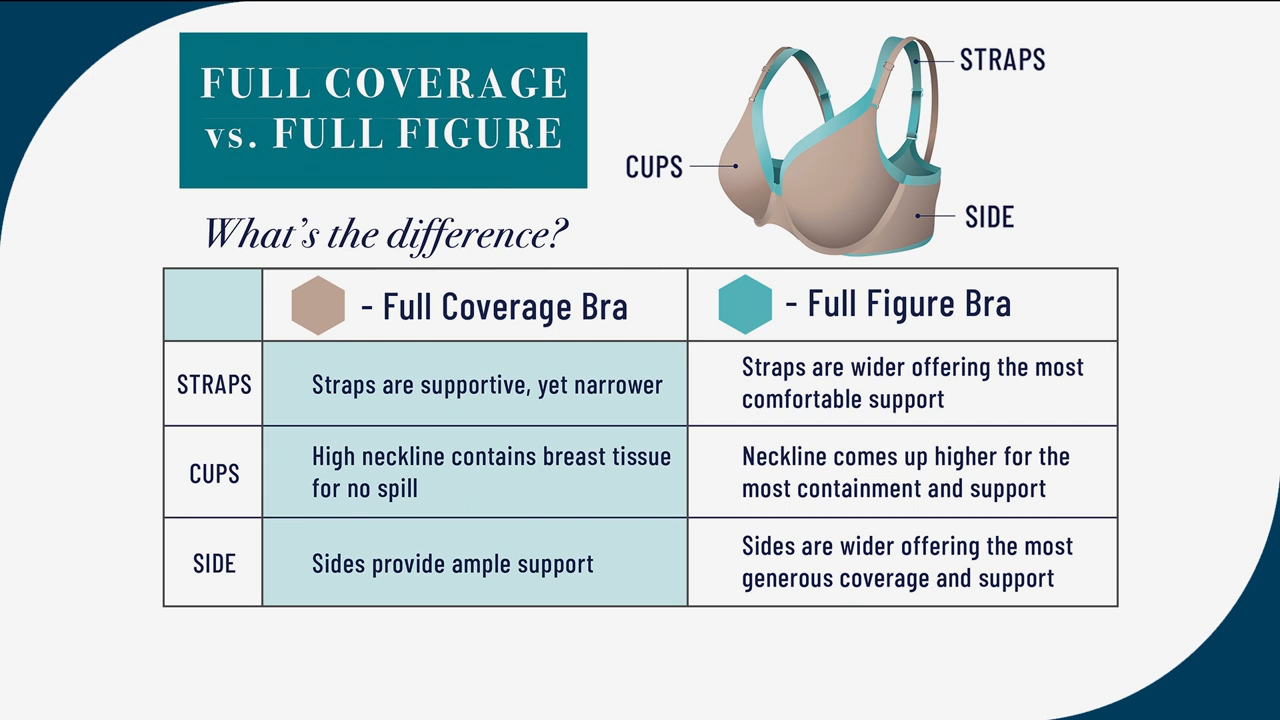 FULL COVERAGE
vs. FULL FIGURE
What's the difference?
STRAPS
CUPS
SIDE
- Full Coverage Bra
- Full Figure Bra
STRAPS
Straps are supportive, yet narrower
Straps are wider offering the most
comfortable support
CUPS
High neckline contains breast tissue
for no spill
Neckline comes up higher for the
most containment and support
SIDE
Sides provide ample support
Sides are wider offering the most
generous coverage and support